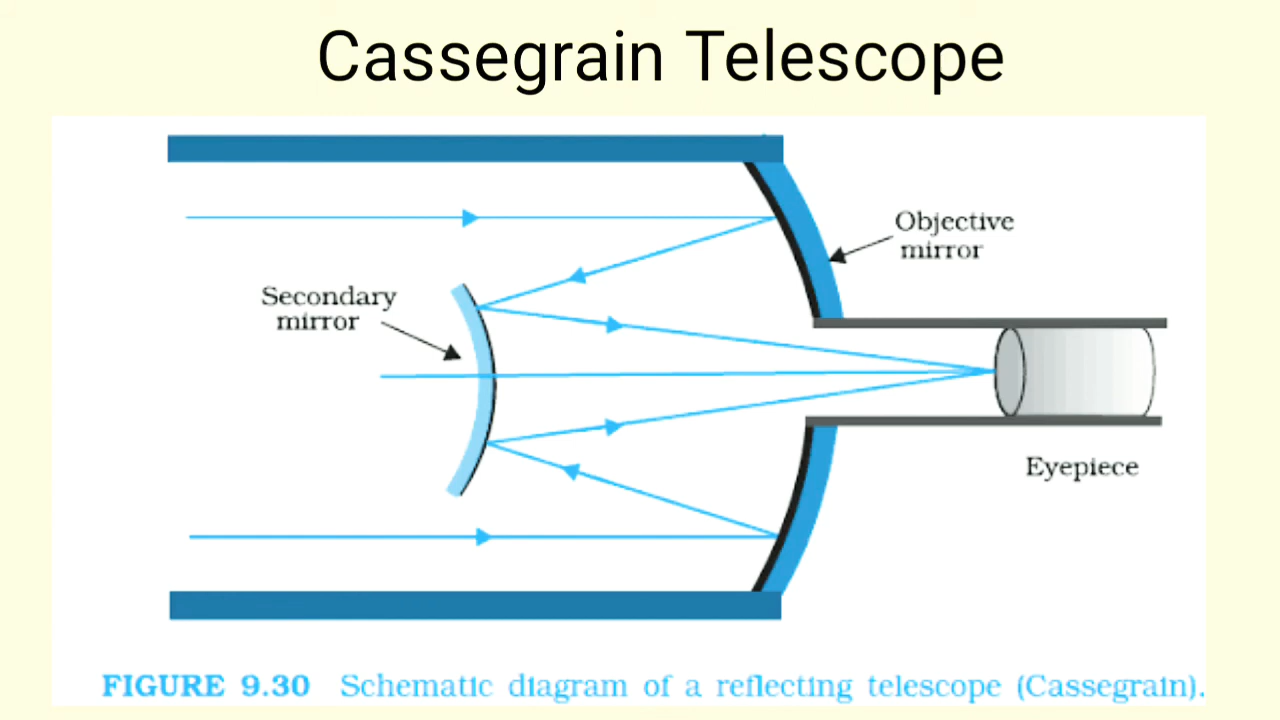 Cassegrain Telescope
Objective
mirror
Secondary
mirror
Eyepiece
FIGURE 9.30 Schematic diagram of a reflecting telescope (Cassegrain).